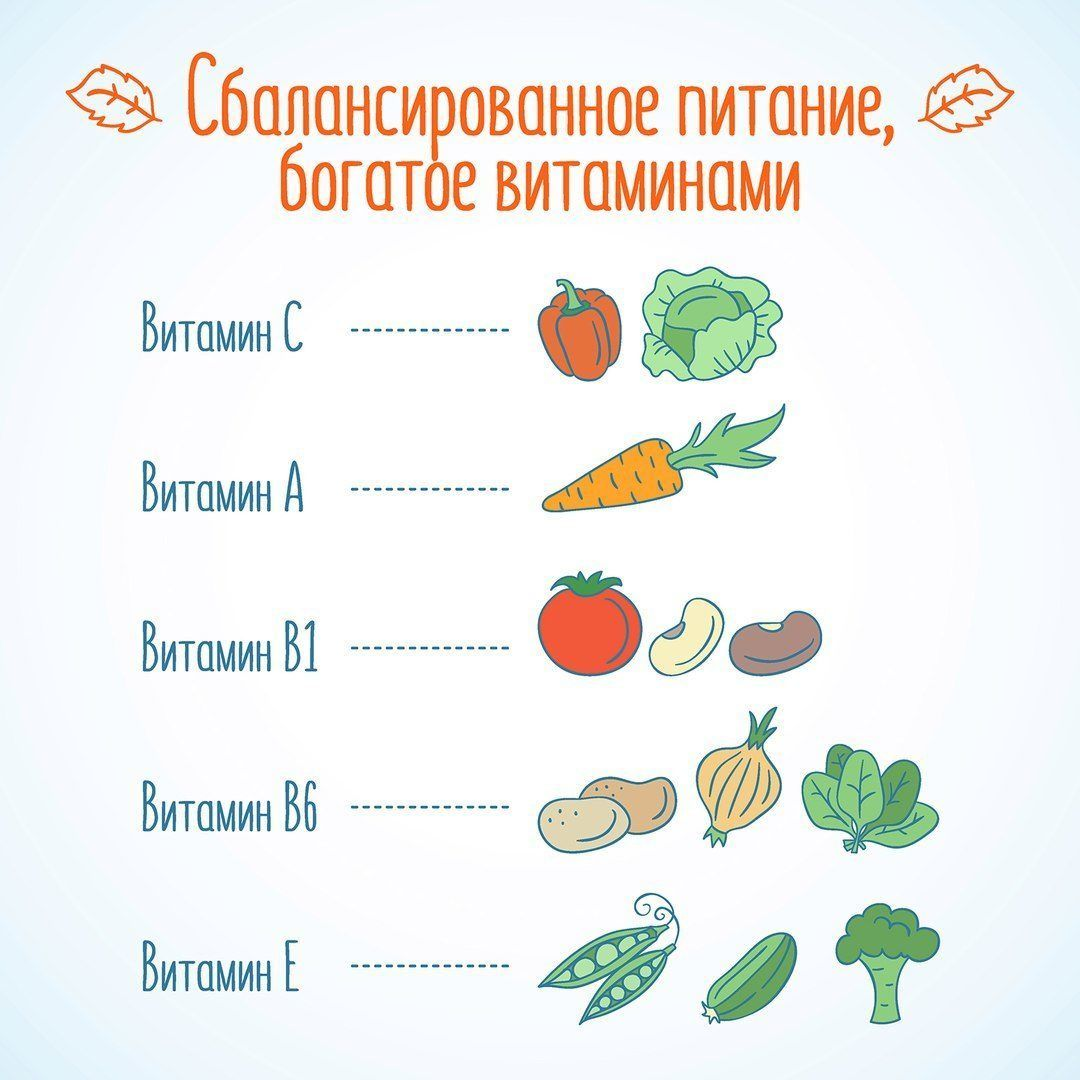 Сбалансированное питание,
богатое витаминами
Витамин С
Витамин А
Витамин В1
Витамин В6
Витамин Е